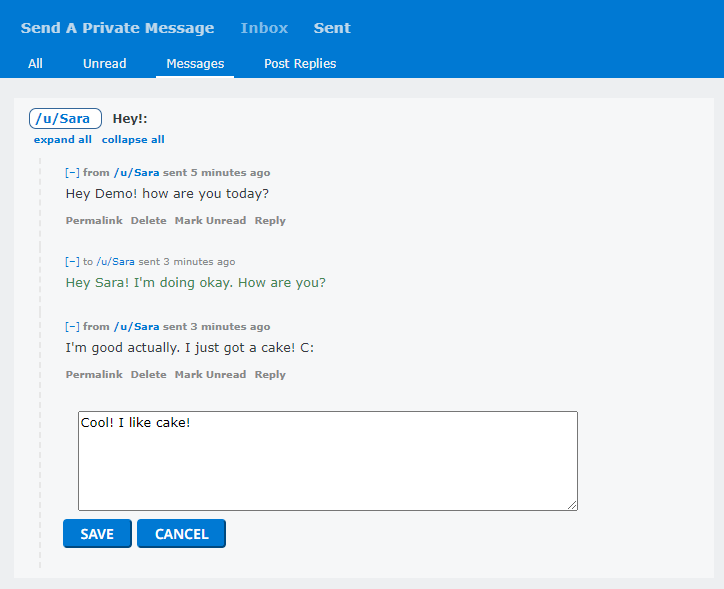 Send A Private Message Inbox Sent
All Unread Messages Post Replies
/u/Sara Hey!:
expand all collapse all
[–] from /u/Sara sent 5 minutes ago
Hey Demo! how are you today?
Permalink Delete Mark Unread Reply
[–] to /u/Sara sent 3 minutes ago
Hey Sara! I'm doing okay. How are you?
[–] from /u/Sara sent 3 minutes ago
I'm good actually. I just got a cake! C:
Permalink Delete Mark Unread Reply
Cool! I like cake!
SAVE CANCEL